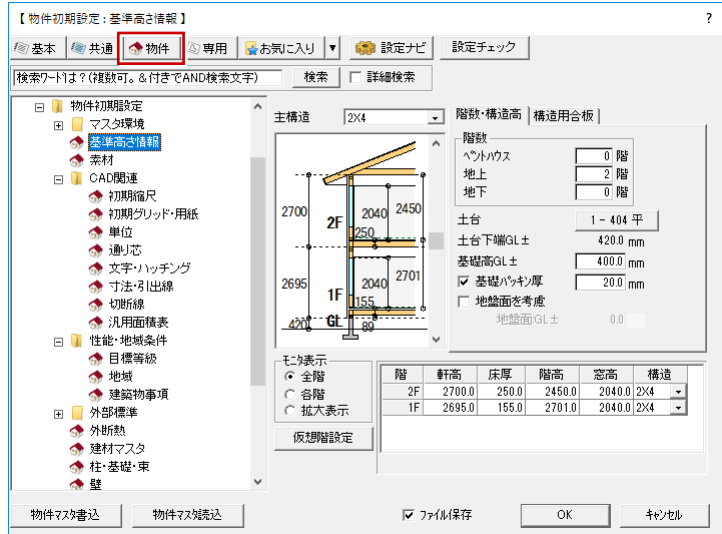 【 物件初期設定 : 基準高さ情報 】 ?
基本 共通 物件 専用 お気に入り ▼ 設定ナビ 設定チェック
検索ワードは？(複数可。＆付きでAND検索文字) 検索 詳細検索
物件初期設定
マスタ環境
基準高さ情報
素材
CAD関連
初期縮尺
初期グリッド・用紙
単位
通り芯
文字・ハッチング
寸法・引出線
切断線
汎用面積表
性能・地域条件
目標等級
地域
建築物事項
外部標準
外断熱
建材マスタ
柱・基礎・束
壁
主構造 2X4
2700 2F 2040 2450
250
2695 1F 2040 2701
155
420 GL 89
階数・構造高 構造用合板
階数
ペントハウス 0 階
地上 2 階
地下 0 階
土台 1 - 404 平
土台下端GL± 420.0 mm
基礎高GL± 400.0 mm
基礎パッキン厚 20.0 mm
地盤面を考慮
地盤面:GL± 0.0
モニタ表示
全階
各階
拡大表示
仮想階設定
階 軒高 床厚 階高 窓高 構造
2F 2700.0 250.0 2450.0 2040.0 2X4
1F 2695.0 155.0 2701.0 2040.0 2X4
物件マスタ書込 物件マスタ読込 ファイル保存 OK キャンセル